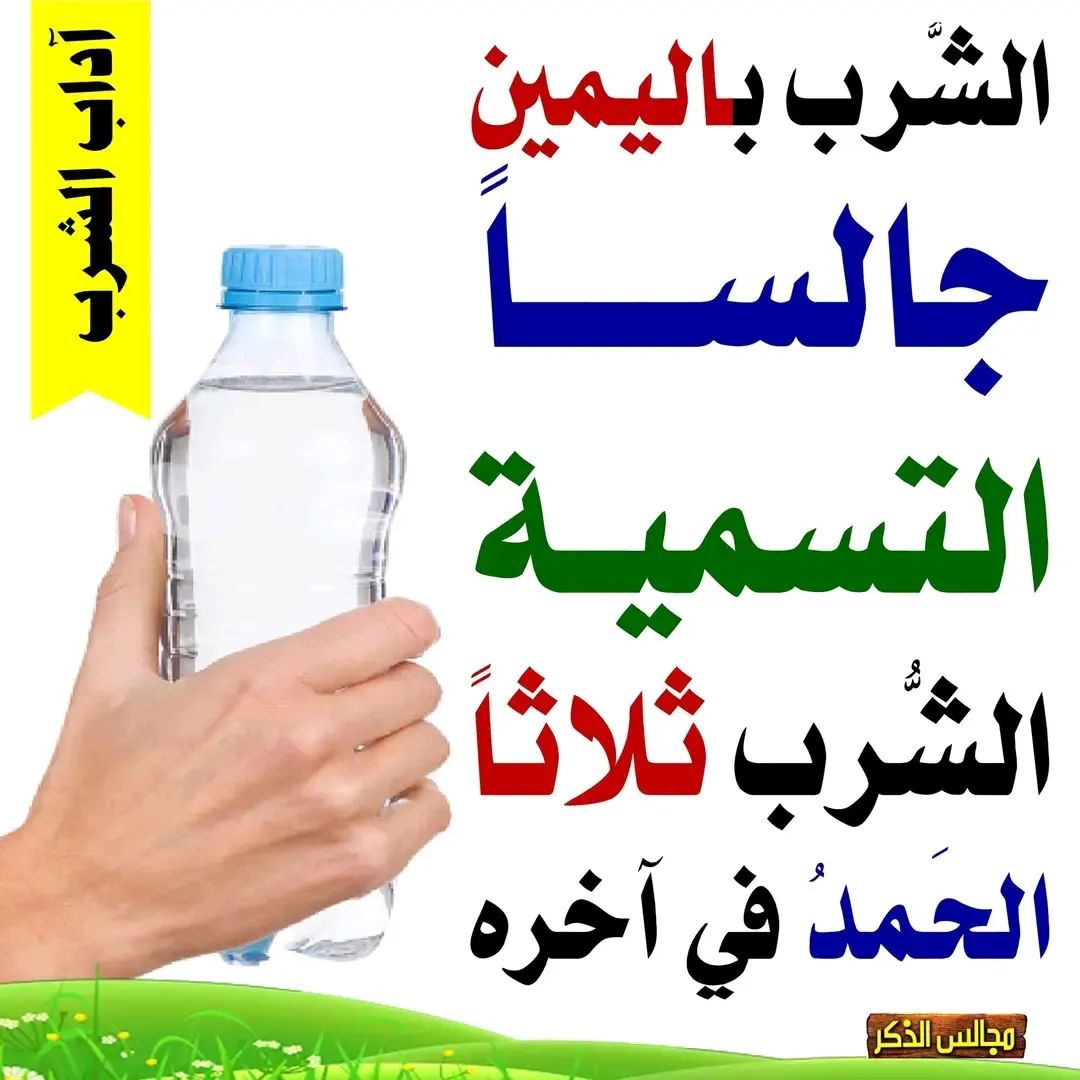 آداب الشرب
الشَّرب باليمين
جالساً
التسمية
الشُّرب ثلاثاً
الحَمدُ في آخره
مجالس الذكر